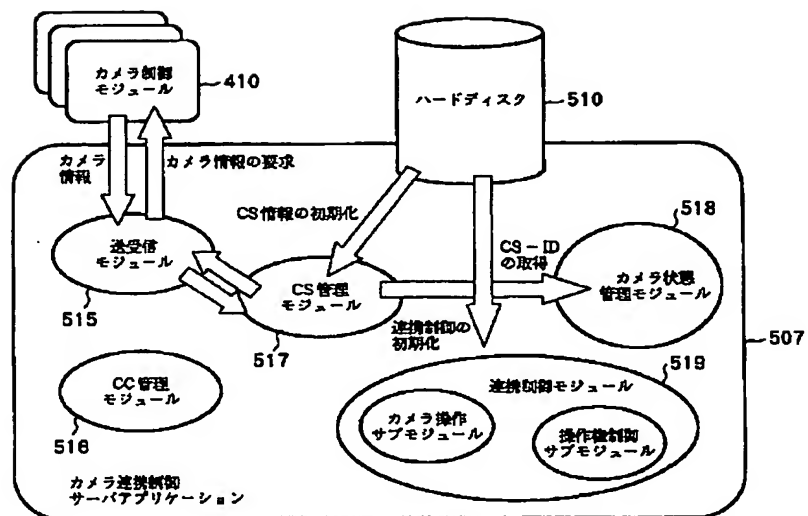 カメラ制御
モジュール
410
ハードディスク
510
カメラ
情報
カメラ情報の要求
CS情報の初期化
送受信
モジュール
515
CS管理
モジュール
517
CS-ID
の取得
518
カメラ状態
管理モジュール
507
連携制御の
初期化
519
連携制御モジュール
カメラ操作
サブモジュール
操作権制御
サブモジュール
CC管理
モジュール
516
カメラ連携制御
サーバアプリケーション